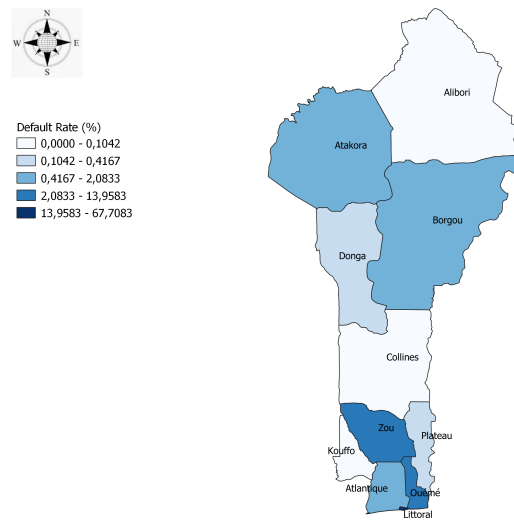 N
W E
S
Default Rate (%)
0,0000 - 0,1042
0,1042 - 0,4167
0,4167 - 2,0833
2,0833 - 13,9583
13,9583 - 67,7083
Alibori
Atakora
Borgou
Donga
Collines
Zou
Plateau
Kouffo
Atlantique
Ouémé
Littoral